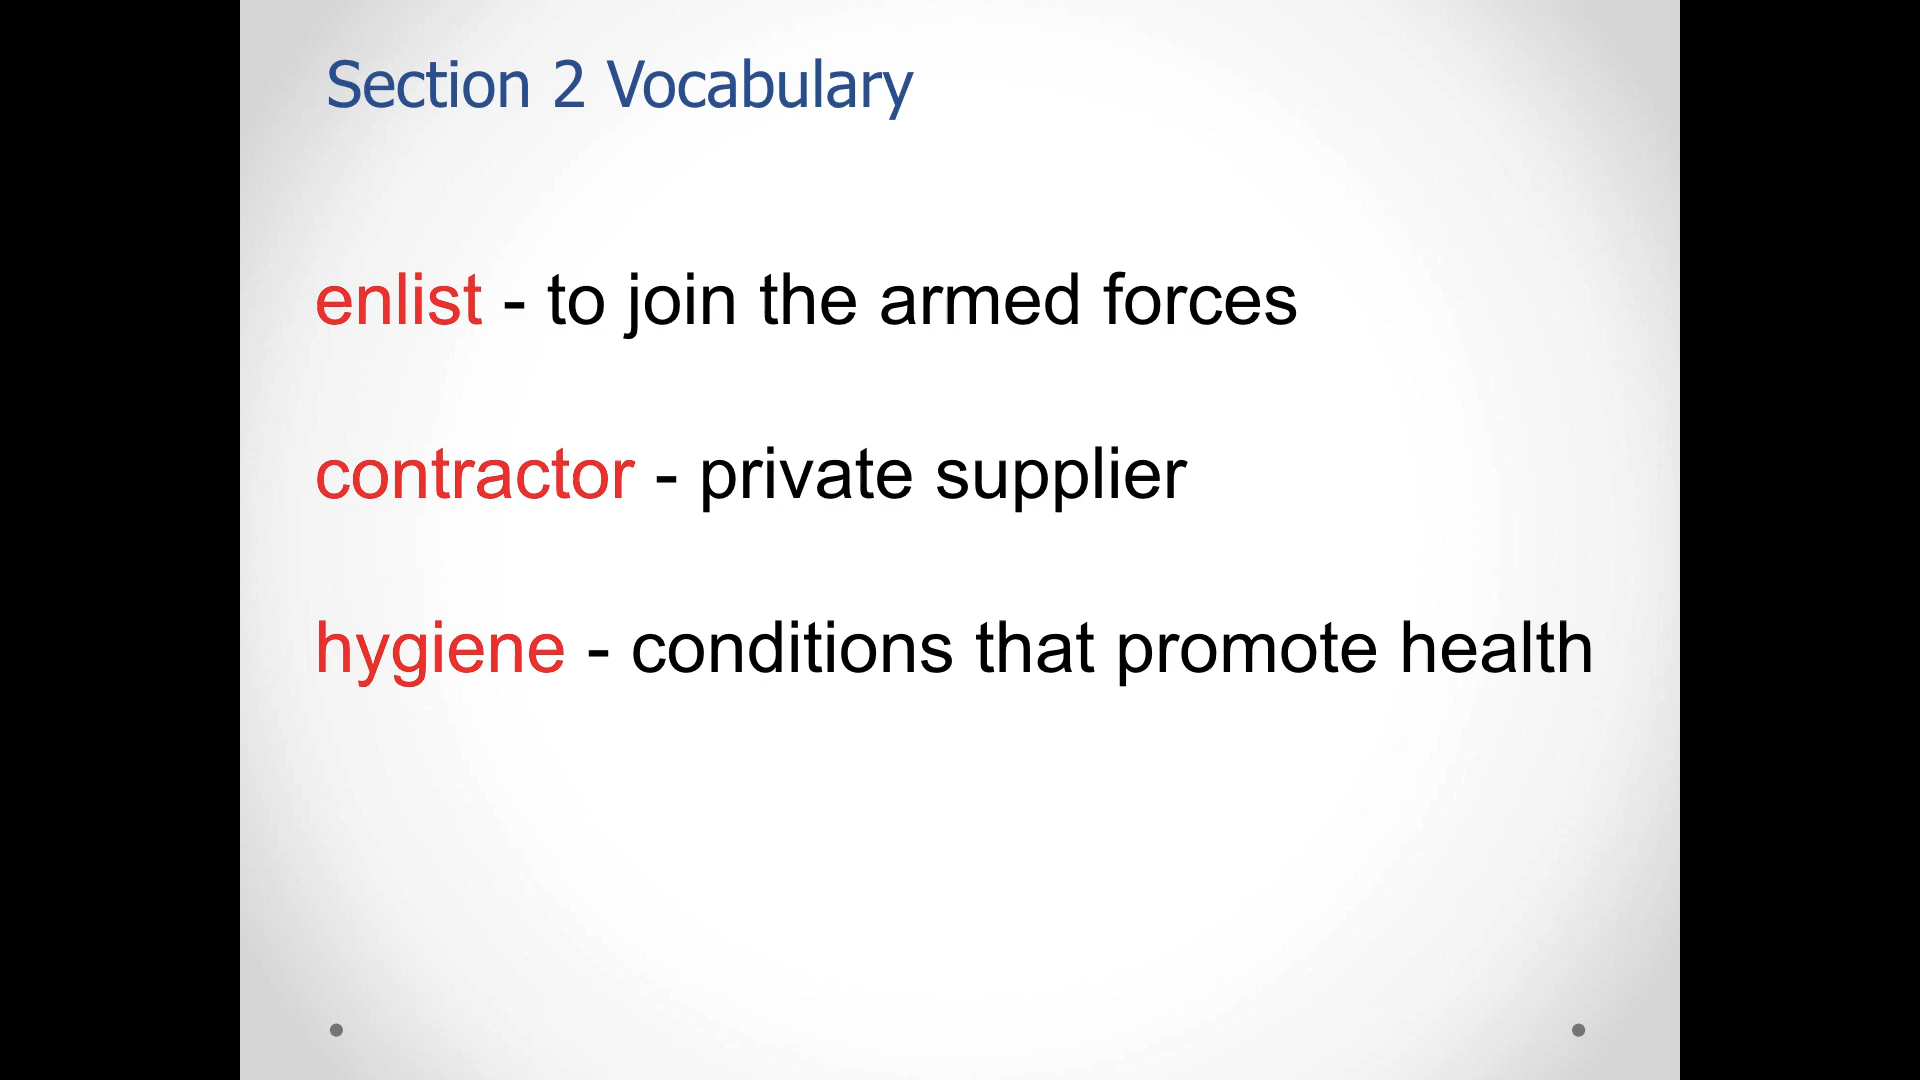 Section 2 Vocabulary
enlist - to join the armed forces
contractor - private supplier
hygiene - conditions that promote health